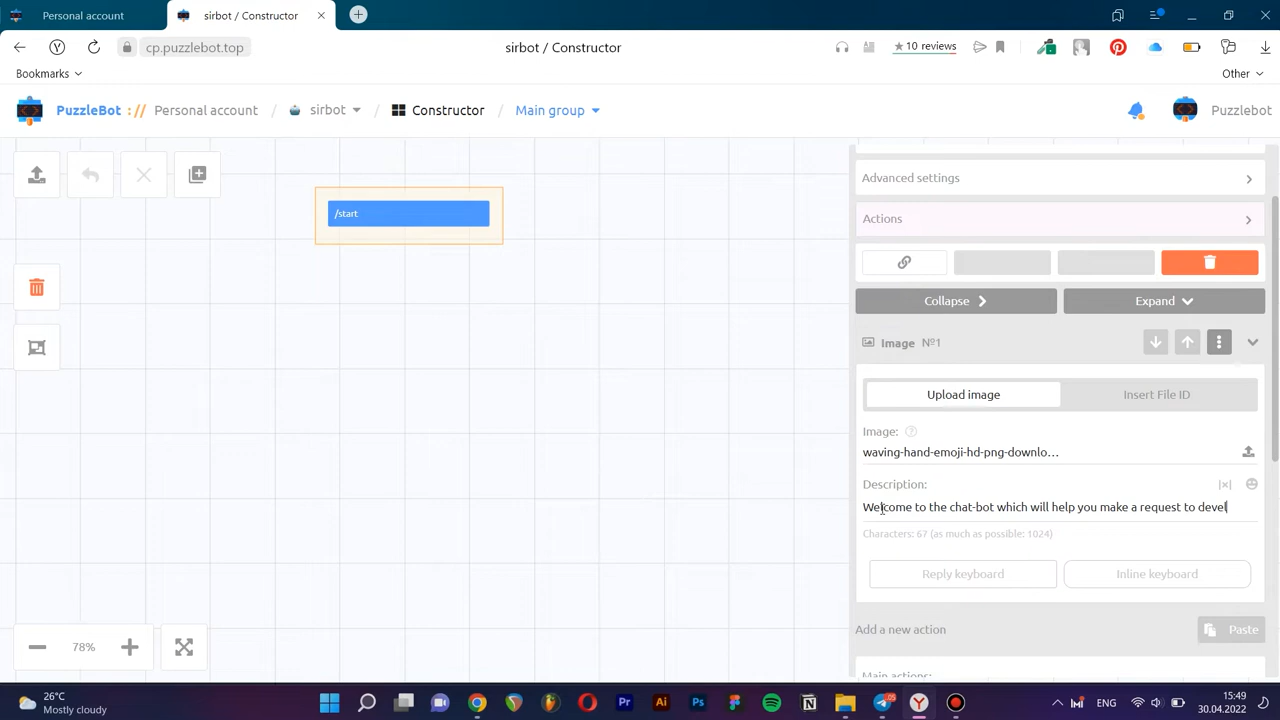 Personal account
sirbot / Constructor
cp.puzzlebot.top
sirbot / Constructor
★10 reviews
Bookmarks
Other
PuzzleBot :// Personal account / sirbot / Constructor / Main group
Puzzlebot
/start
Advanced settings
Actions
Collapse
Expand
Image №1
Upload image
Insert File ID
Image:
waving-hand-emoji-hd-png-downlo...
Description:
Welcome to the chat-bot which will help you make a request to devel
Characters: 67 (as much as possible: 1024)
Reply keyboard
Inline keyboard
Add a new action
Paste
Main actions:
78%
26°C
Mostly cloudy
ENG
15:49
30.04.2022